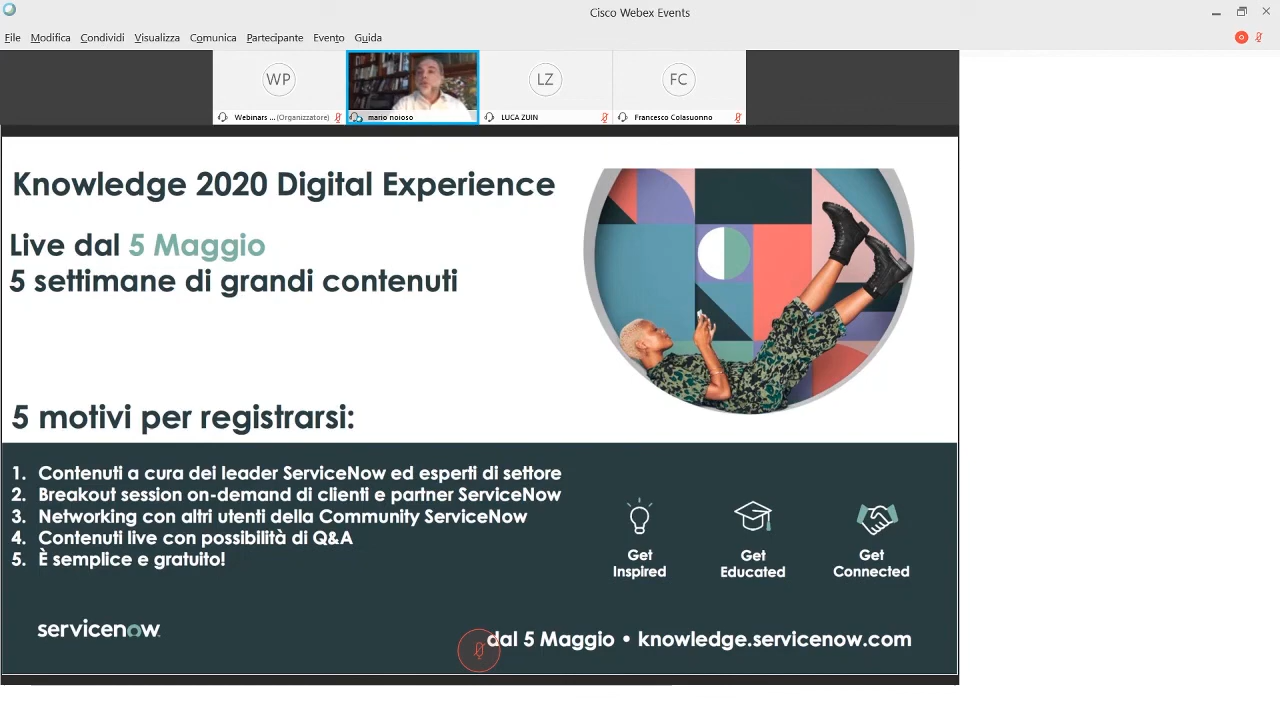 Cisco Webex Events
File Modifica Condividi Visualizza Comunica Partecipante Evento Guida
WP
LZ
FC
Webinars ... (Organizzatore)
mario noioso
LUCA ZUIN
Francesco Colasuonno
Knowledge 2020 Digital Experience
Live dal 5 Maggio
5 settimane di grandi contenuti
5 motivi per registrarsi:
1. Contenuti a cura dei leader ServiceNow ed esperti di settore
2. Breakout session on-demand di clienti e partner ServiceNow
3. Networking con altri utenti della Community ServiceNow
4. Contenuti live con possibilità di Q&A
5. È semplice e gratuito!
Get
Inspired
Get
Educated
Get
Connected
servicenow
dal 5 Maggio • knowledge.servicenow.com